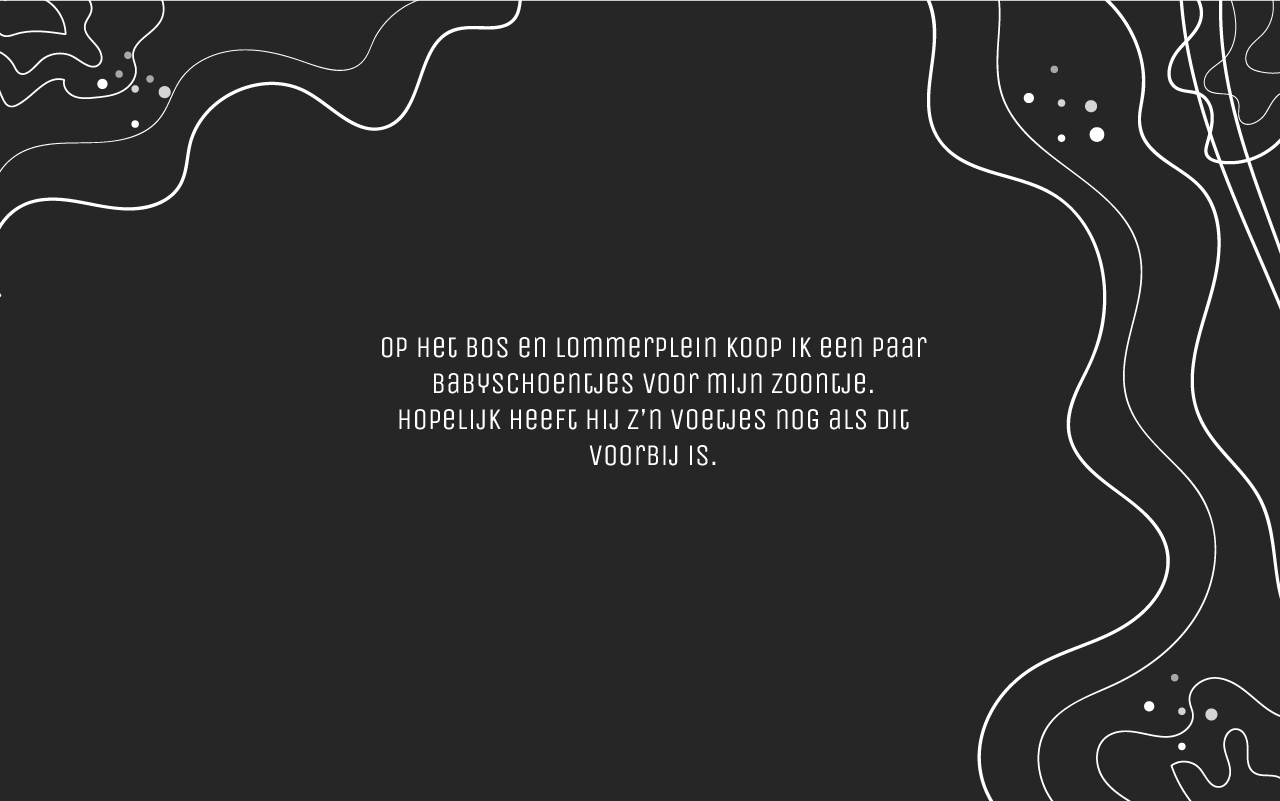 Op het Bos en Lommerplein koop ik een paar
babyschoentjes voor mijn zoontje.
Hopelijk heeft hij z’n voetjes nog als dit
voorbij is.